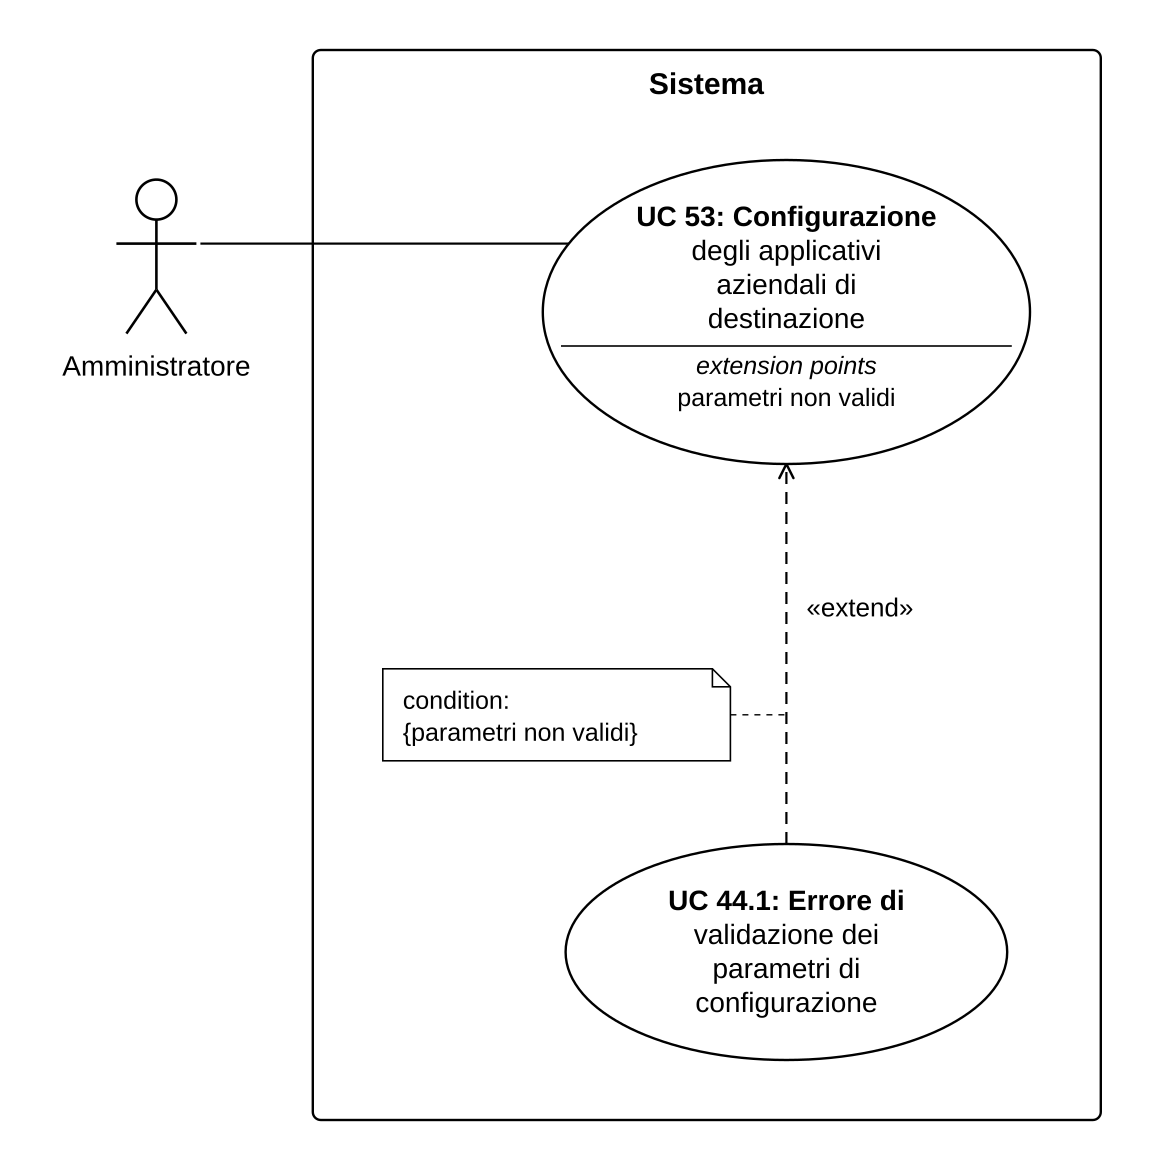 Sistema
UC 53: Configurazione
degli applicativi
aziendali di
destinazione
extension points
parametri non validi
Amministratore
«extend»
condition:
{parametri non validi}
UC 44.1: Errore di
validazione dei
parametri di
configurazione